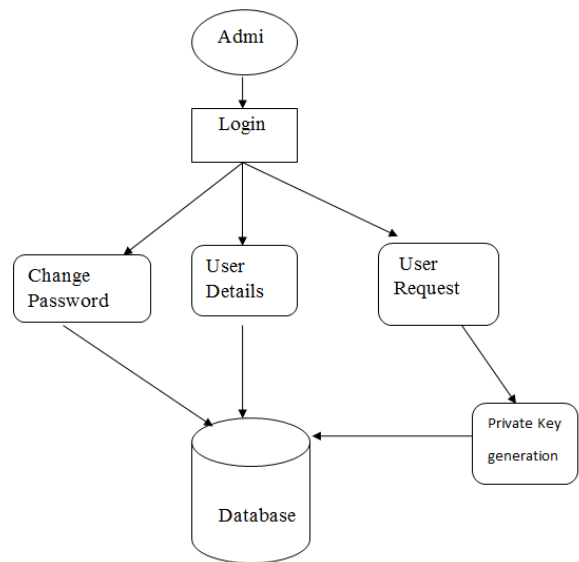 Admi
Login
Change
Password
User
Details
User
Request
Private Key
generation
Database